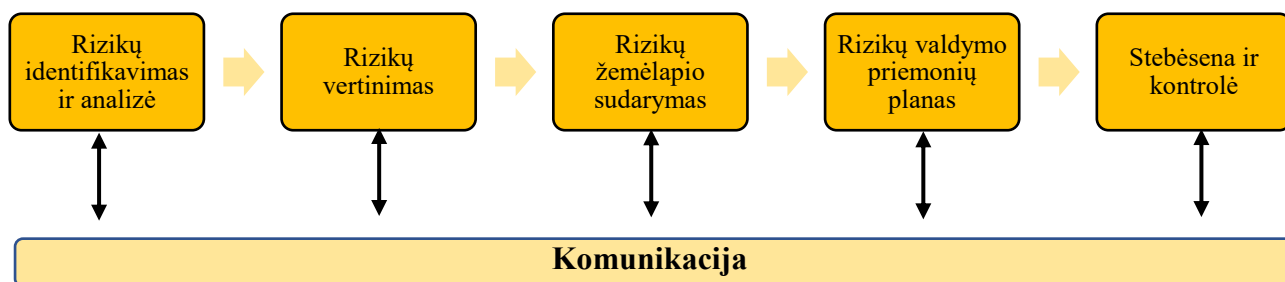 Rizikų
identifikavimas
ir analizė
Rizikų
vertinimas
Rizikų
žemėlapio
sudarymas
Rizikų valdymo
priemonių
planas
Stebėsena ir
kontrolė
Komunikacija